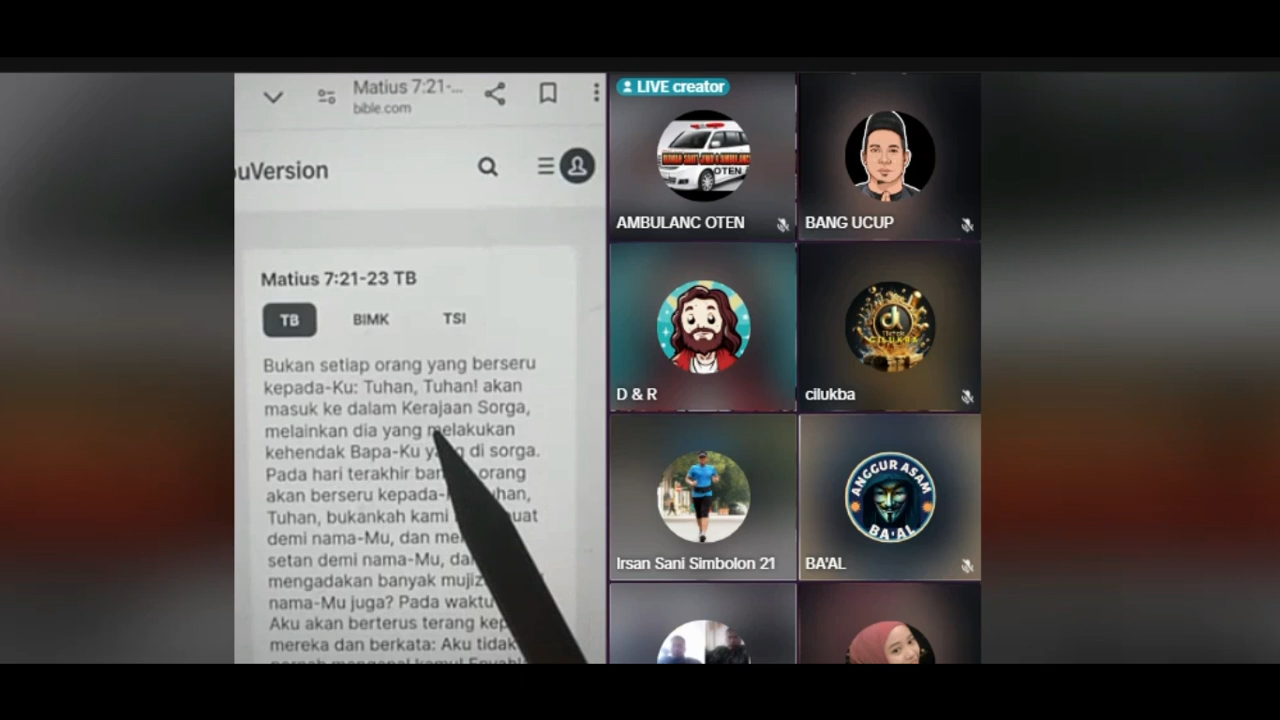 Matius 7:21-...
bible.com
uVersion
Matius 7:21-23 TB
TB
BIMK
TSI
Bukan setiap orang yang berseru
kepada-Ku: Tuhan, Tuhan! akan
masuk ke dalam Kerajaan Sorga,
melainkan dia yang melakukan
kehendak Bapa-Ku di sorga.
Pada hari terakhir orang
akan berseru
Tuhan, bukankah kami
demi nama-Mu, dan
setan demi nama-Mu,
mengadakan banyak
nama-Mu juga? Pada waktu
Aku akan berterus terang
mereka dan berkata: Aku tidak
LIVE creator
OTEN
AMBULANC OTEN
BANG UCUP
D & R
CILUKBA
cilukba
Irsan Sani Simbolon 21
ANGGUR ASAM
BA'AL
BA'AL